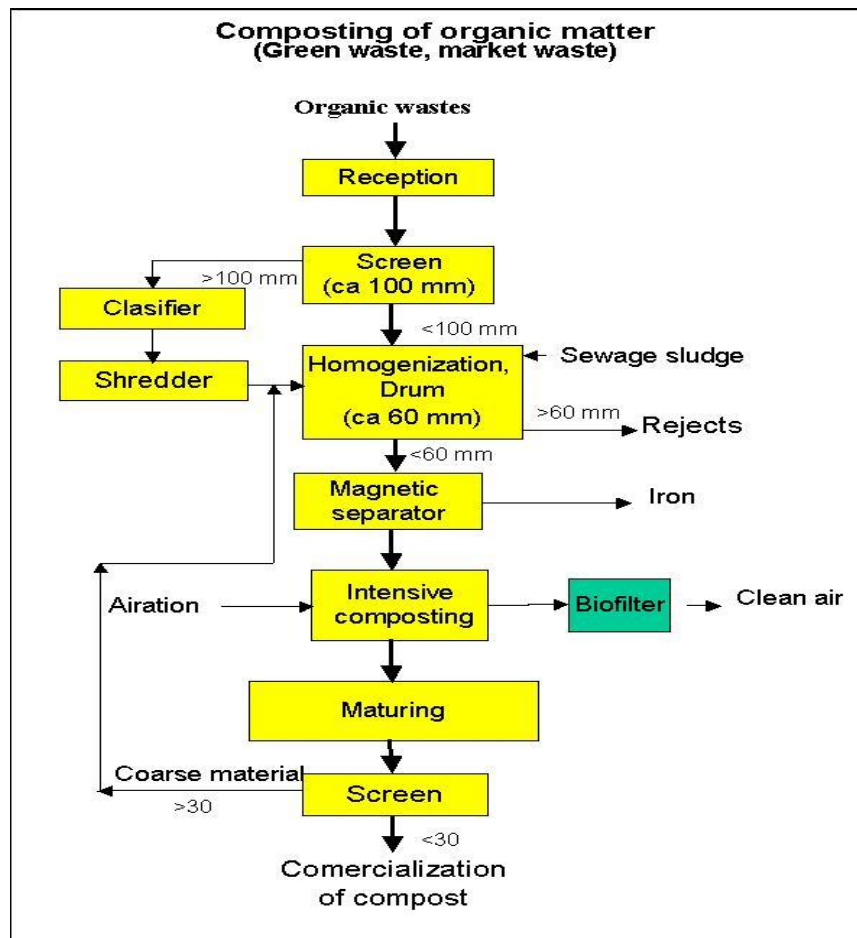 Composting of organic matter
(Green waste, market waste)
Organic wastes
Reception
Screen
(ca 100 mm)
>100 mm
Clasifier
<100 mm
Shredder
Homogenization,
Drum
(ca 60 mm)
Sewage sludge
>60 mm
Rejects
<60 mm
Magnetic
separator
Iron
Airation
Intensive
composting
Biofilter
Clean air
Maturing
Coarse material
>30
Screen
<30
Comercialization
of compost